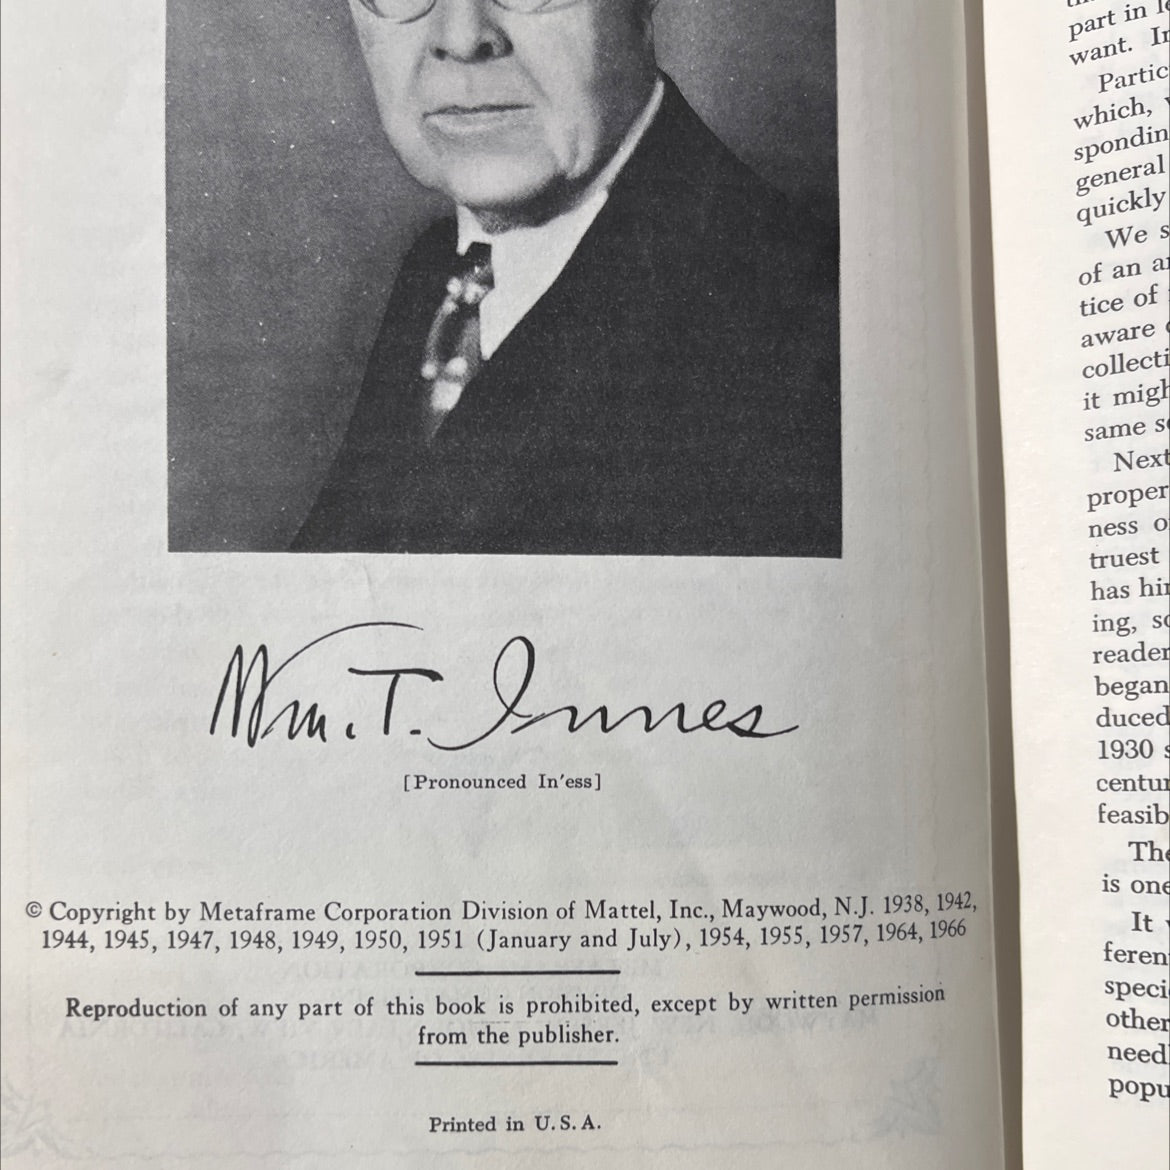 Wm. T. Innes
[Pronounced In'ess]
© Copyright by Metaframe Corporation Division of Mattel, Inc., Maywood, N.J. 1938, 1942,
1944, 1945, 1947, 1948, 1949, 1950, 1951 (January and July), 1954, 1955, 1957, 1964, 1966
Reproduction of any part of this book is prohibited, except by written permission
from the publisher.
Printed in U.S.A.
part in
want.
Partic
which,
spondin
general
quickly
We s
of an
tice of
aware
collecti
it migh
same
Next
proper
ness o
truest
has hi
ing,
reader
began
duced
1930
centur
feasib
The
is one
It
feren
speci
other
need
popu